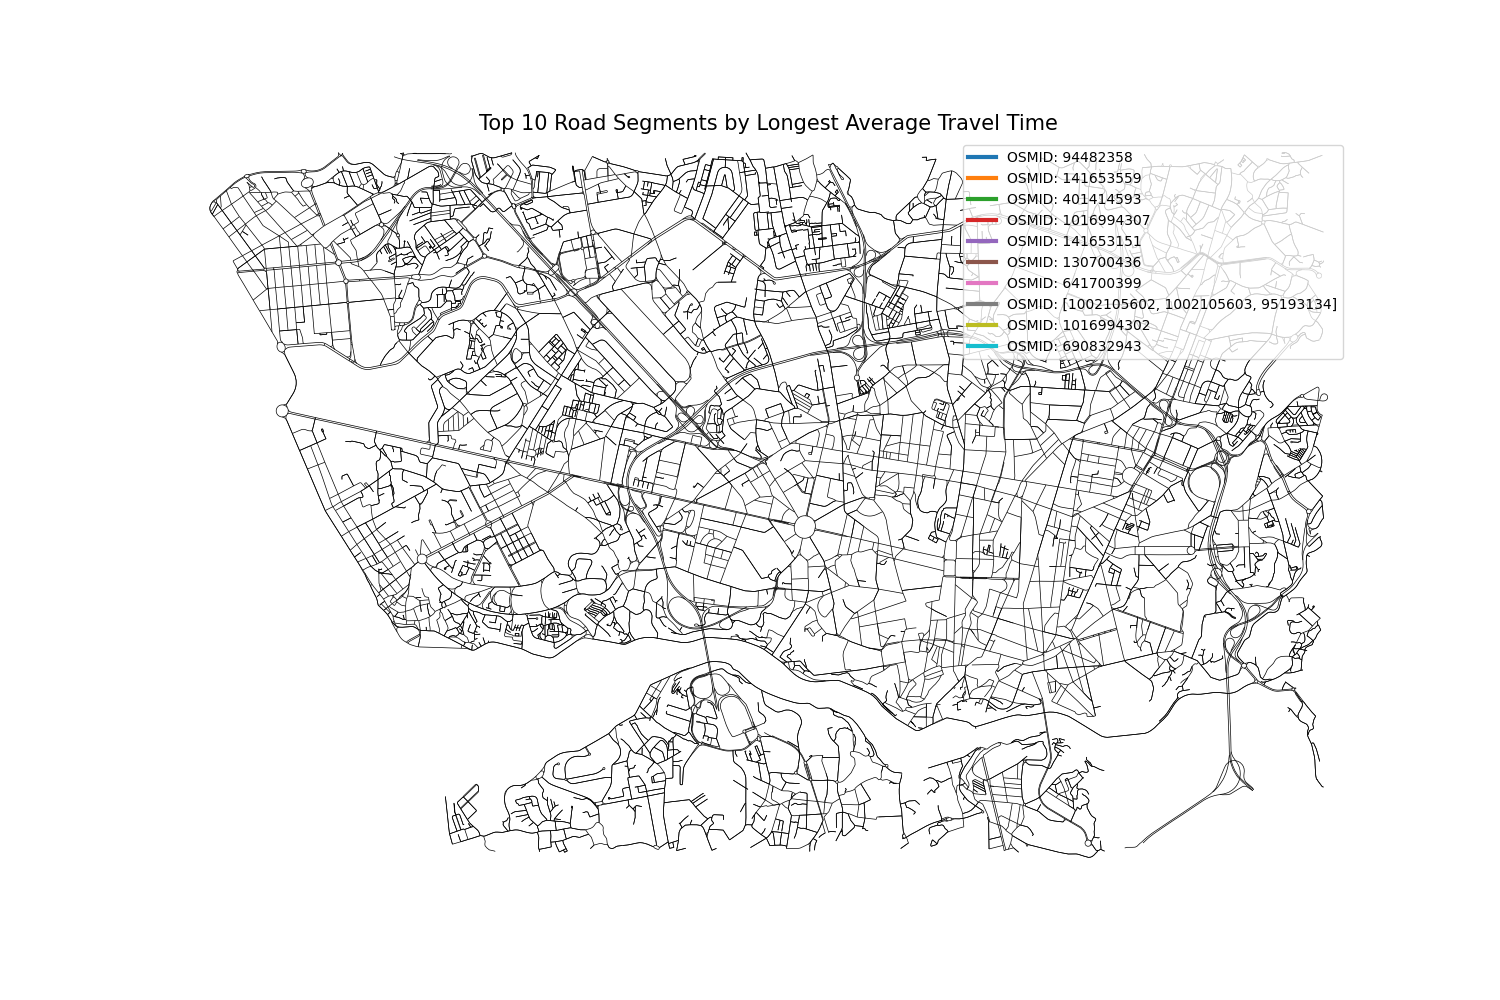 Top 10 Road Segments by Longest Average Travel Time
OSMID: 94482358
OSMID: 141653559
OSMID: 401414593
OSMID: 1016994307
OSMID: 141653151
OSMID: 130700436
OSMID: 641700399
OSMID: [1002105602, 1002105603, 95193134]
OSMID: 1016994302
OSMID: 690832943